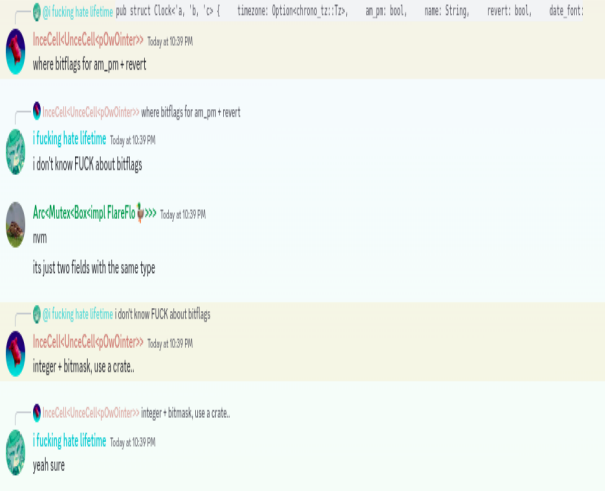 @i fucking hate lifetime pub struct Clock<'a, 'b, 'c> { timezone: Option<chrono_tz::Tz>, am_pm: bool, name: String, revert: bool, date_font:
InceCell<UnceCell<pOwOinter>> Today at 10:39 PM
where bitflags for am_pm + revert
InceCell<UnceCell<pOwOinter>> where bitflags for am_pm + revert
i fucking hate lifetime Today at 10:39 PM
i don't know FUCK about bitflags
Arc<Mutex<Box<impl FlareFlo🦆>>> Today at 10:39 PM
nvm
its just two fields with the same type
@i fucking hate lifetime i don't know FUCK about bitflags
InceCell<UnceCell<pOwOinter>> Today at 10:39 PM
integer + bitmask, use a crate..
InceCell<UnceCell<pOwOinter>> integer + bitmask, use a crate..
i fucking hate lifetime Today at 10:39 PM
yeah sure